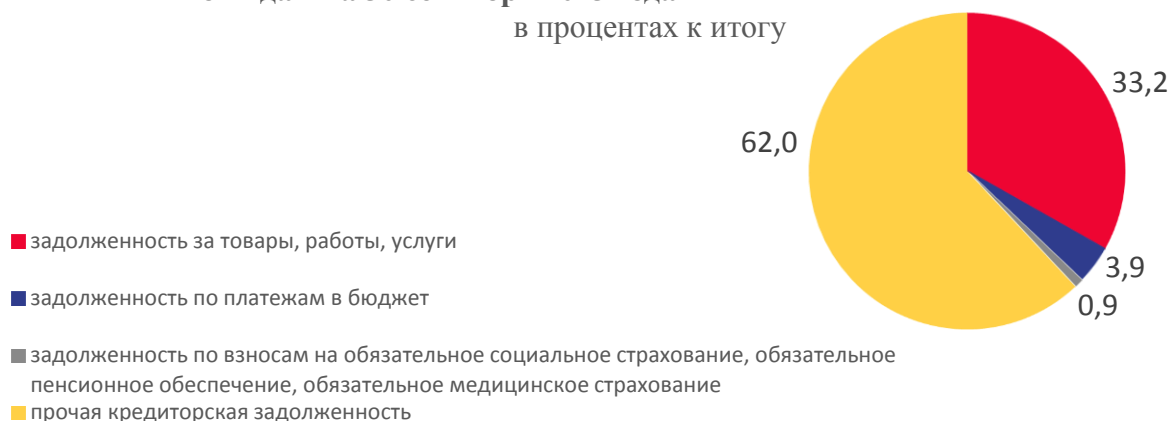 в процентах к итогу
33,2
62,0
3,9
0,9
задолженность за товары, работы, услуги
задолженность по платежам в бюджет
задолженность по взносам на обязательное социальное страхование, обязательное
пенсионное обеспечение, обязательное медицинское страхование
прочая кредиторская задолженность